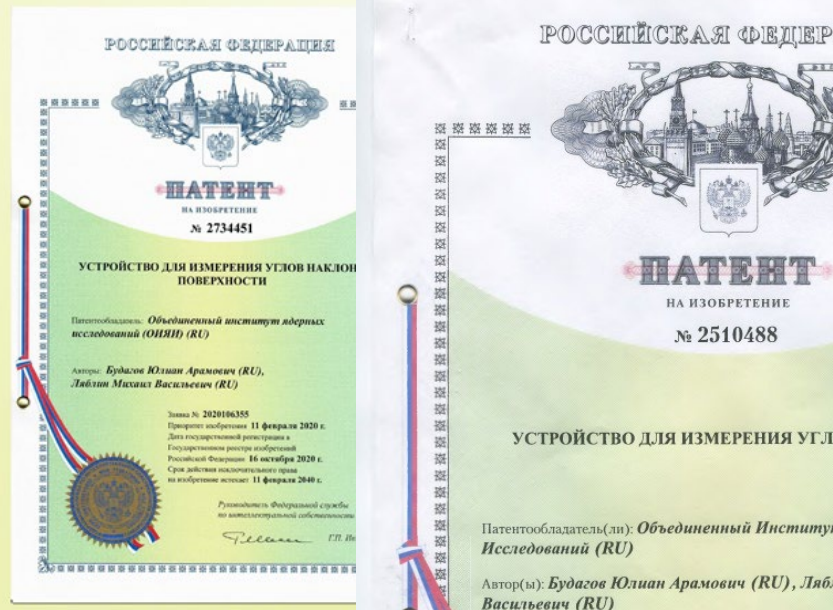 РОССИЙСКАЯ ФЕДЕРАЦИЯ
ПАТЕНТ
НА ИЗОБРЕТЕНИЕ
№ 2734451
УСТРОЙСТВО ДЛЯ ИЗМЕРЕНИЯ УГЛОВ НАКЛОН
ПОВЕРХНОСТИ
Патентообладатель: Объединенный институт ядерных
исследований (ОИЯИ) (RU)
Авторы: Будагов Юлиан Арамович (RU),
Ляблин Михаил Васильевич (RU)
Заявка № 2020106355
Приоритет изобретения 11 февраля 2020 г.
Дата государственной регистрации в
Государственном реестре изобретений
Российской Федерации 16 октября 2020 г.
Срок действия исключительного права
на изобретение истекает 11 февраля 2040 г.
Руководитель Федеральной службы
по интеллектуальной собственности
Г.П. Ив
РОССИЙСКАЯ ФЕДЕР
ПАТЕНТ
НА ИЗОБРЕТЕНИЕ
№ 2510488
УСТРОЙСТВО ДЛЯ ИЗМЕРЕНИЯ УГЛ
Патентообладатель(ли): Объединенный Институ
Исследований (RU)
Автор(ы): Будагов Юлиан Арамович (RU), Лябл
Васильевич (RU)